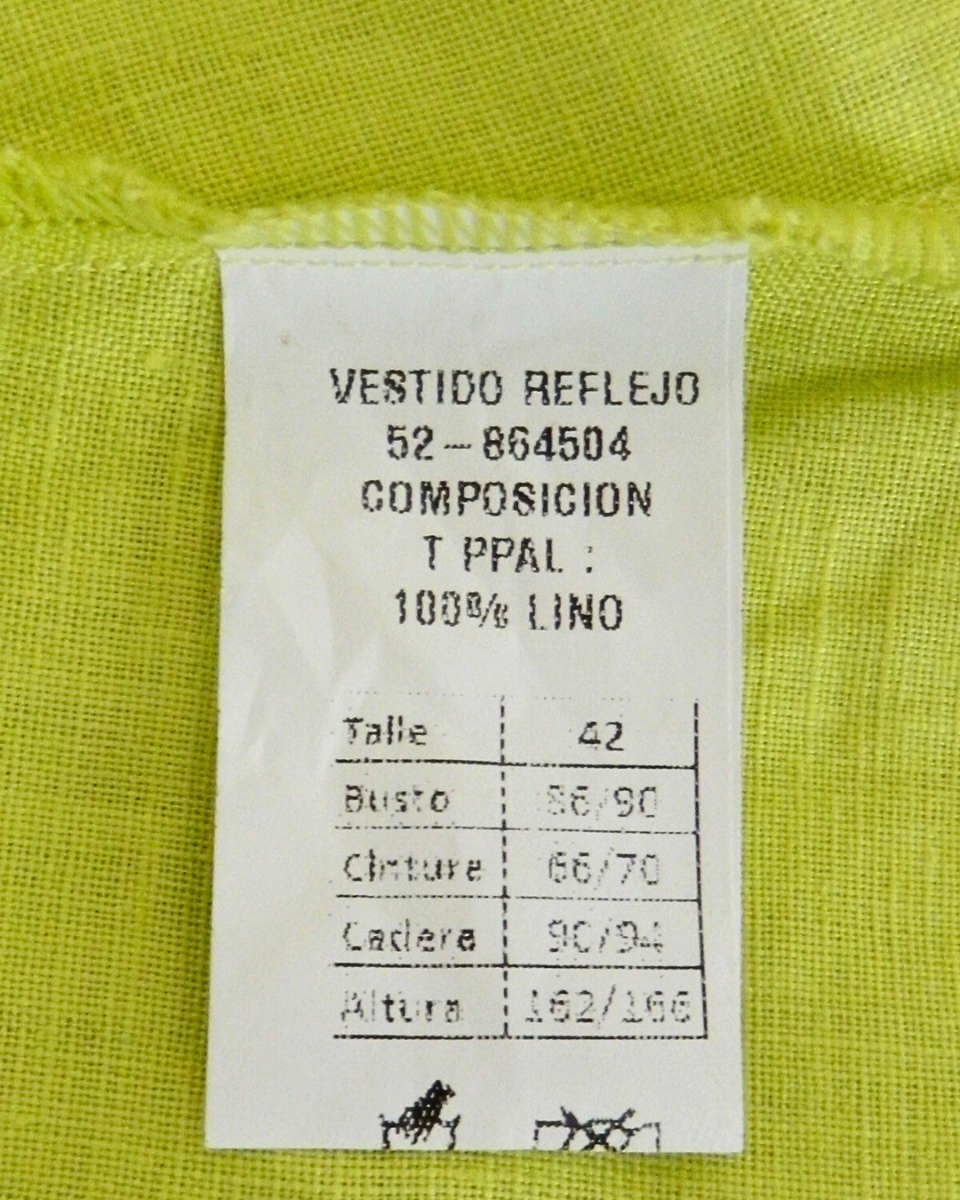 VESTIDO REFLEJO
52-864504
COMPOSICION
T PPAL :
100% LINO
Talle 42
Busto 86/90
Cintura 66/70
Cadera 90/94
Altura 162/166